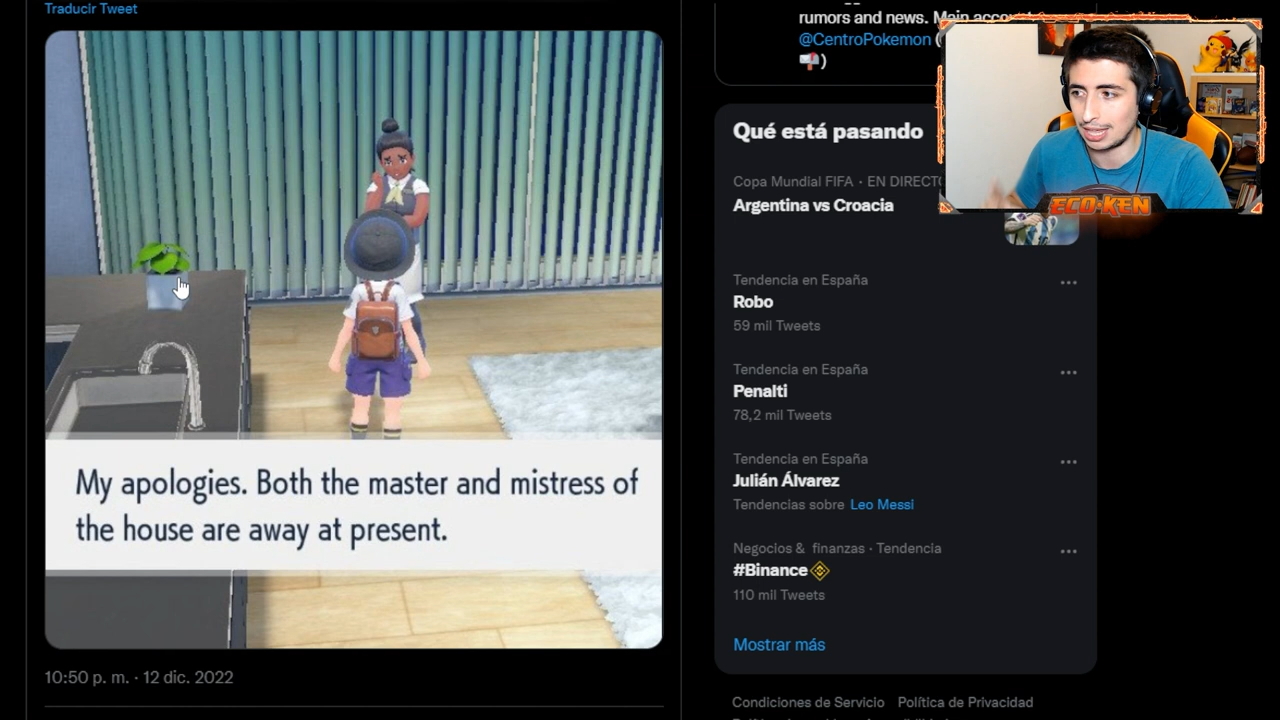 Traducir Tweet
My apologies. Both the master and mistress of
the house are away at present.
10:50 p. m. · 12 dic. 2022
rumors and news. Main account
@CentroPokemon (
)
Qué está pasando
Copa Mundial FIFA · EN DIRECTO
Argentina vs Croacia
Tendencia en España
Robo
59 mil Tweets
Tendencia en España
Penalti
78,2 mil Tweets
Tendencia en España
Julián Álvarez
Tendencias sobre Leo Messi
Negocios & finanzas · Tendencia
#Binance
110 mil Tweets
Mostrar más
Condiciones de Servicio Política de Privacidad
ECO-KEN